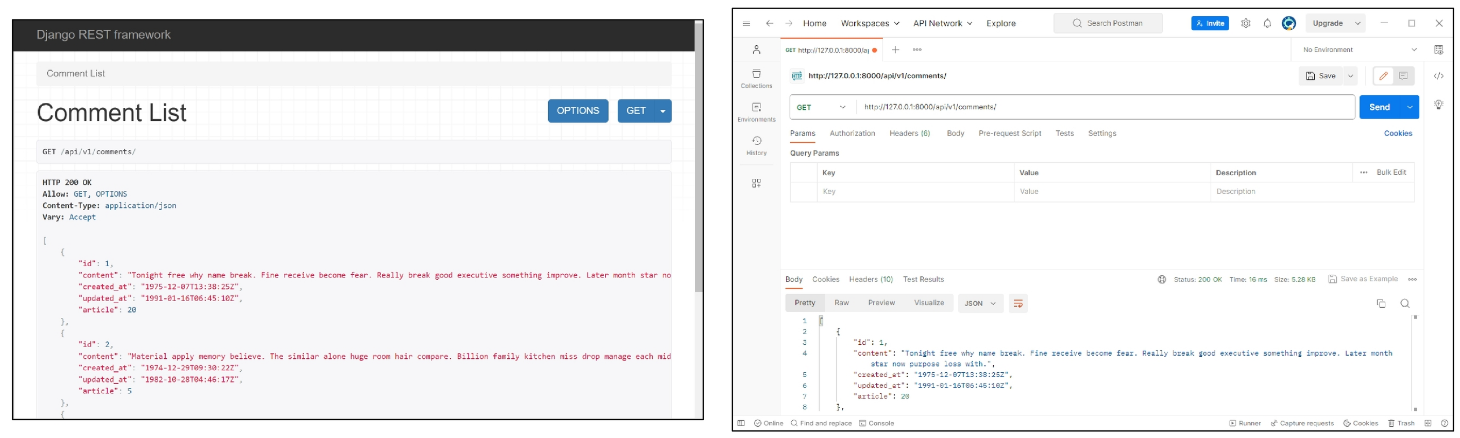 Django REST framework
Comment List
Comment List
OPTIONS
GET
GET /api/v1/comments/
HTTP 200 OK
Allow: GET, OPTIONS
Content-Type: application/json
Vary: Accept
[
{
"id": 1,
"content": "Tonight free why name break. Fine receive become fear. Really break good executive something improve. Later month star no
"created_at": "1975-12-07T13:38:25Z",
"updated_at": "1991-01-16T06:45:10Z",
"article": 20
},
{
"id": 2,
"content": "Material apply memory believe. The similar alone huge room hair compare. Billion family kitchen miss drop manage each mid
"created_at": "1974-12-29T09:30:22Z",
"updated_at": "1982-10-28T04:46:17Z",
"article": 5
},
{
Home Workspaces API Network Explore Search Postman Invite Upgrade
GET http://127.0.0.1:8000/a No Environment
Collections
Environments
History
http://127.0.0.1:8000/api/v1/comments/ Save
GET http://127.0.0.1:8000/api/v1/comments/ Send
Params Authorization Headers (6) Body Pre-request Script Tests Settings Cookies
Query Params
Key Value Description Bulk Edit
Key Value Description
Body Cookies Headers (10) Test Results Status: 200 OK Time: 16 ms Size: 5.28 KB Save as Example
Pretty Raw Preview Visualize JSON
1 [
2 {
3 "id": 1,
4 "content": "Tonight free why name break. Fine receive become fear. Really break good executive something improve. Later month
star now purpose loss with.",
5 "created_at": "1975-12-07T13:38:25Z",
6 "updated_at": "1991-01-16T06:45:10Z",
7 "article": 20
8 },
Online Find and replace Console Runner Capture requests Cookies Trash